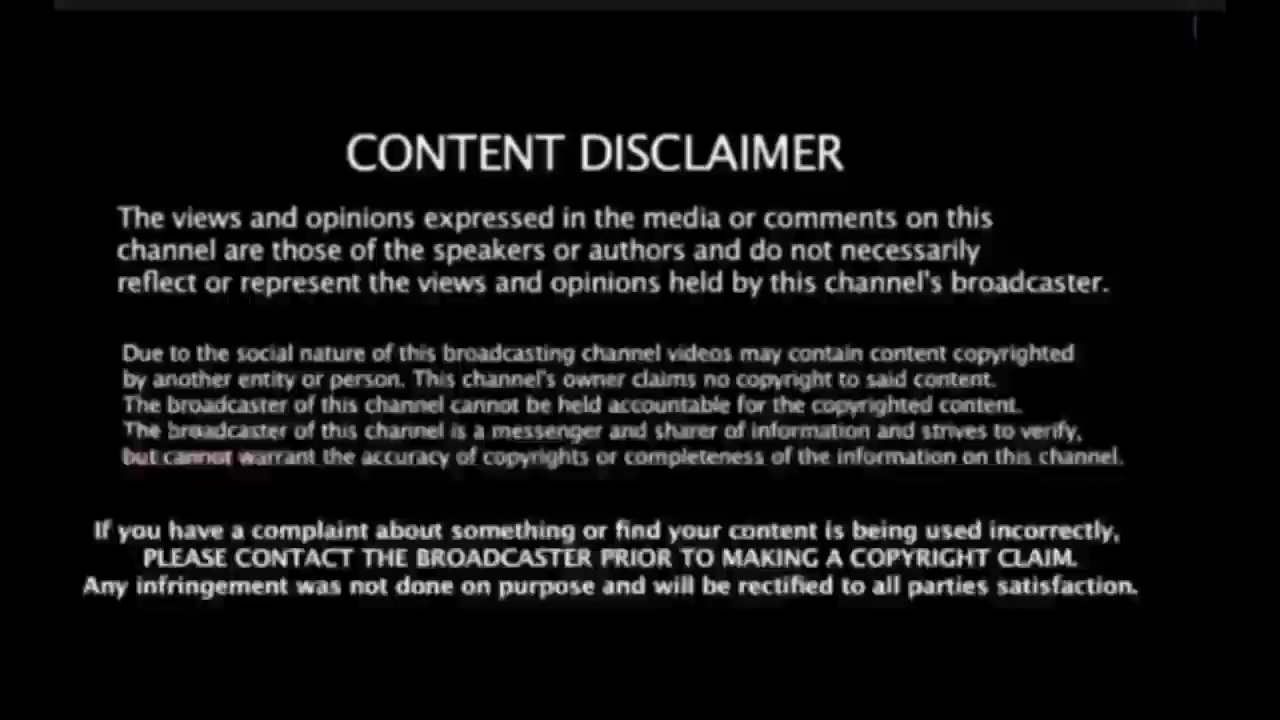 CONTENT DISCLAIMER
The views and opinions expressed in the media or comments on this
channel are those of the speakers or authors and do not necessarily
reflect or represent the views and opinions held by this channel's broadcaster.
Due to the social nature of this broadcasting channel videos may contain content copyrighted
by another entity or person. This channel's owner claims no copyright to said content.
The broadcaster of this channel cannot be held accountable for the copyrighted content.
The broadcaster of this channel is a messenger and sharer of information and strives to verify,
but cannot warrant the accuracy of copyrights or completeness of the information on this channel.
If you have a complaint about something or find your content is being used incorrectly,
PLEASE CONTACT THE BROADCASTER PRIOR TO MAKING A COPYRIGHT CLAIM.
Any infringement was not done on purpose and will be rectified to all parties satisfaction.